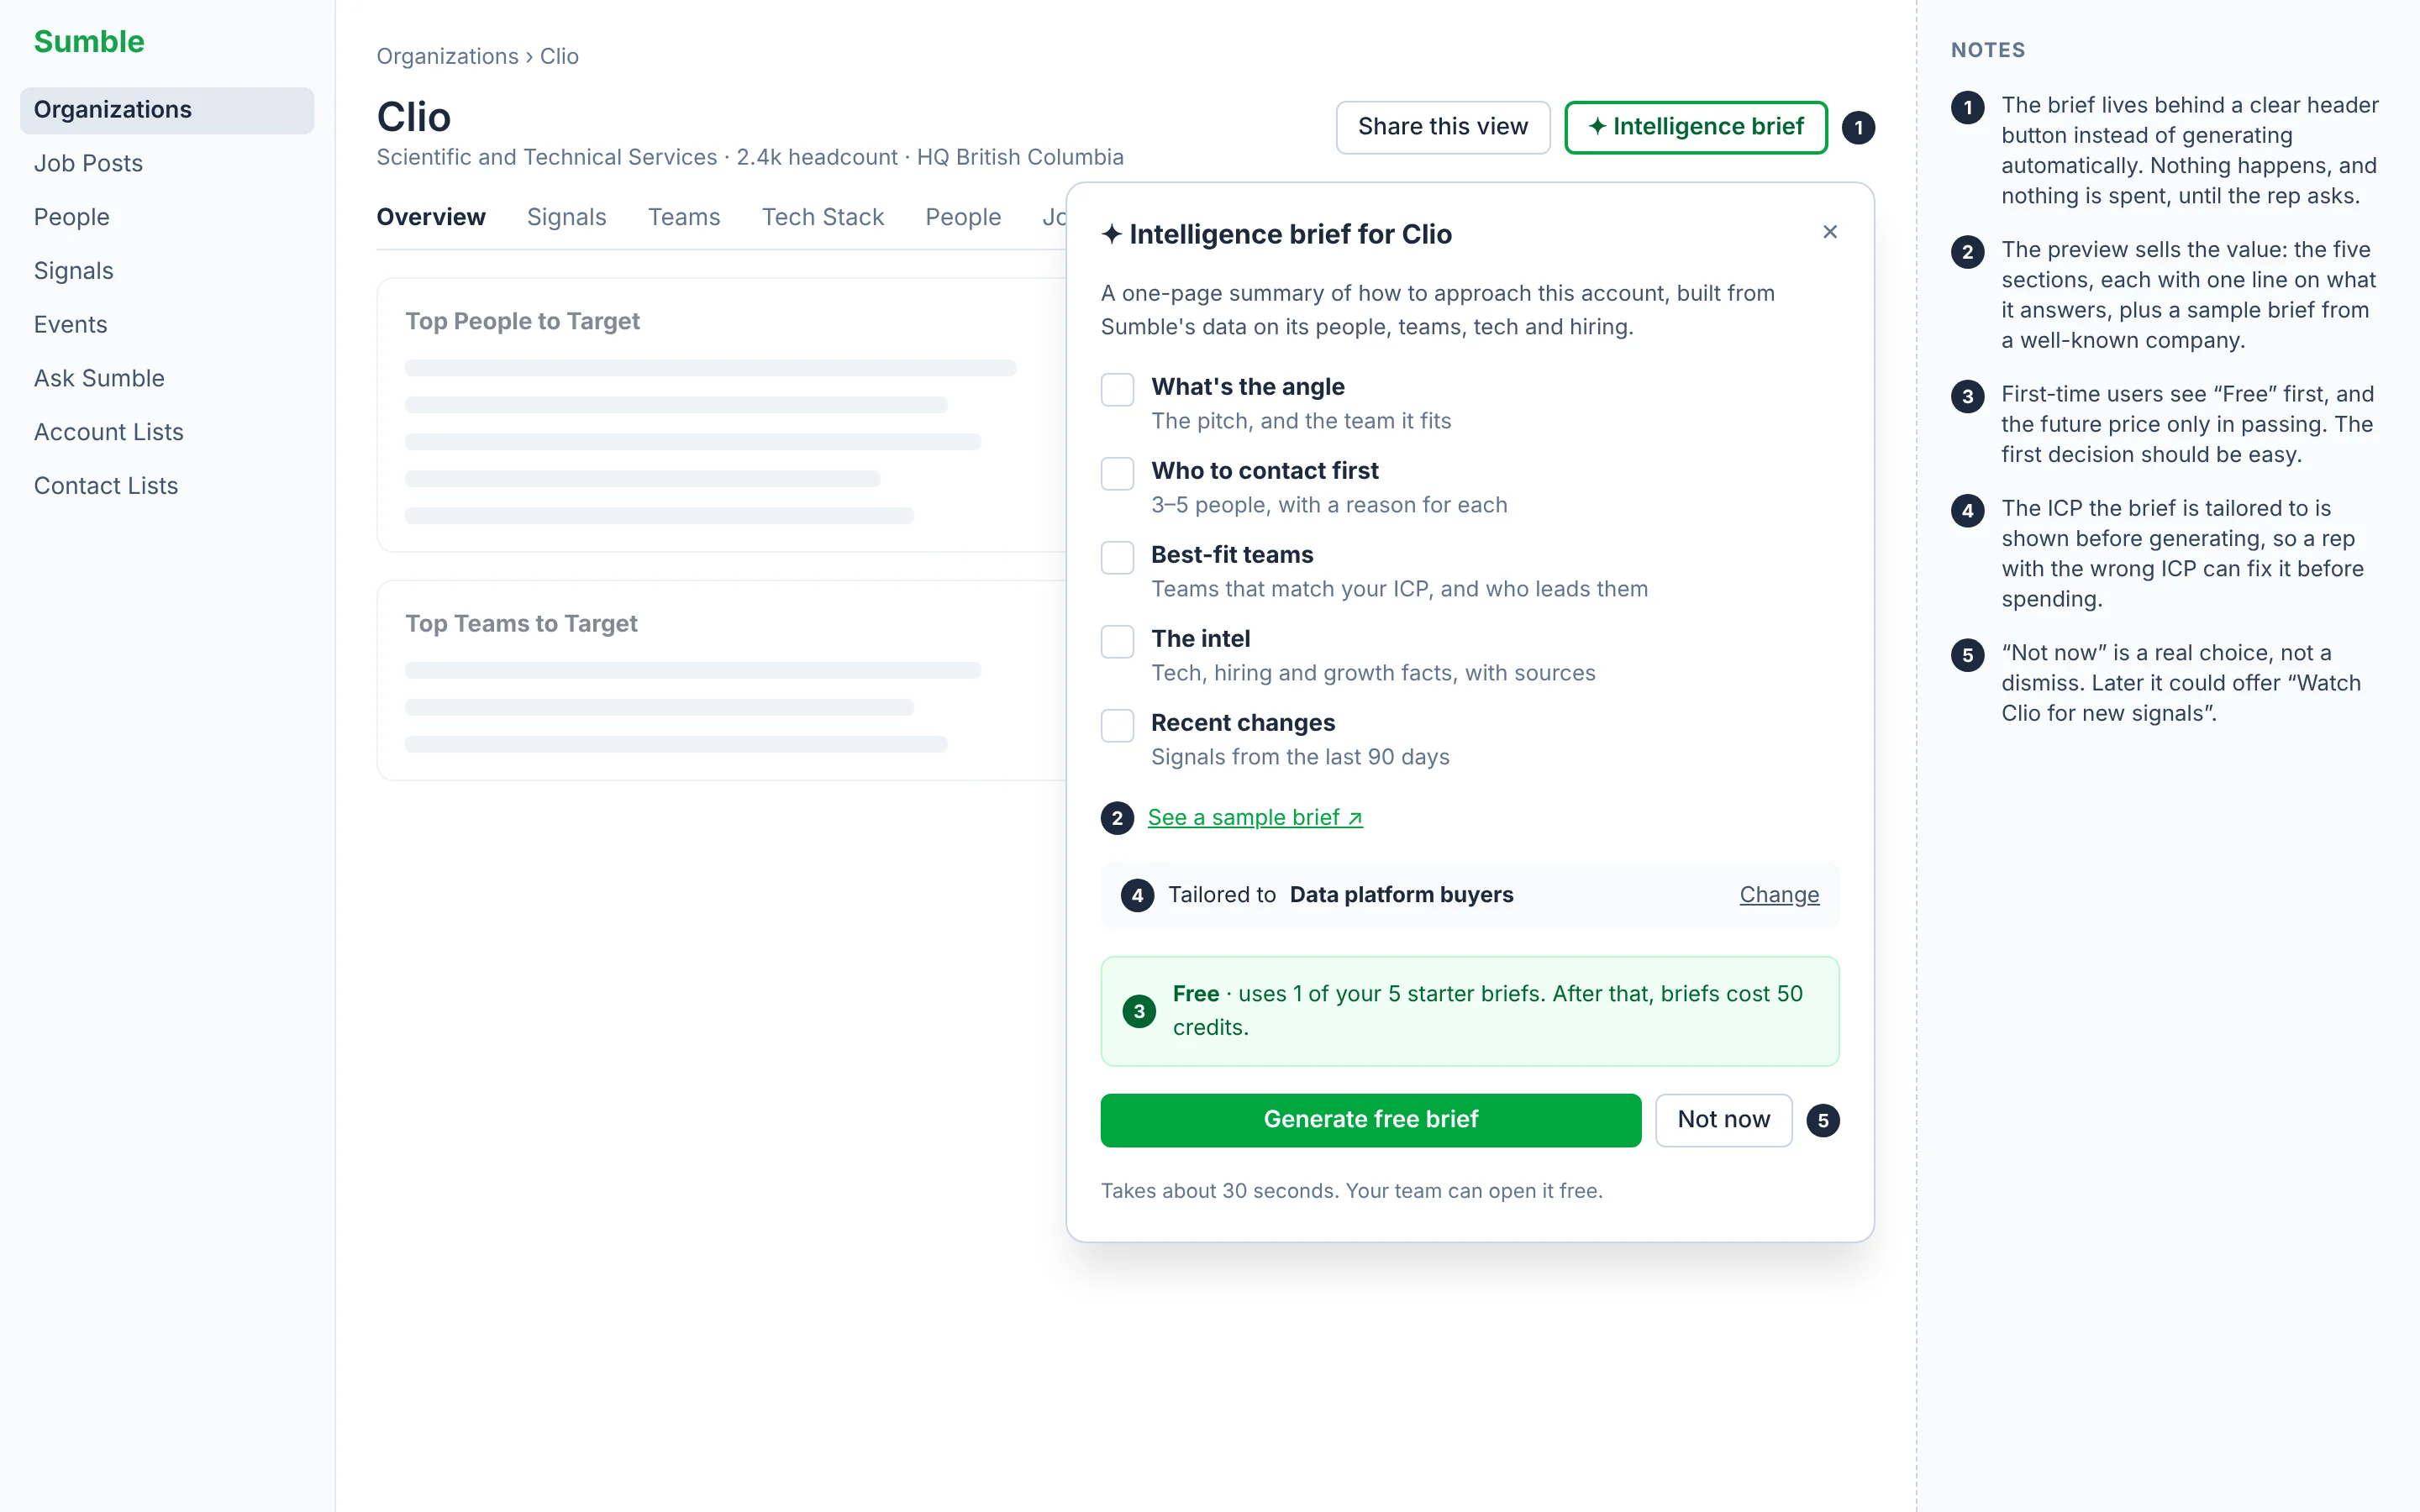 Sumble
Organizations
Job Posts
People
Signals
Events
Ask Sumble
Account Lists
Contact Lists
Organizations › Clio
Clio
Scientific and Technical Services · 2.4k headcount · HQ British Columbia
Share this view
✦ Intelligence brief
1
Overview
Signals
Teams
Tech Stack
People
Top People to Target
Top Teams to Target
✦ Intelligence brief for Clio
×
A one-page summary of how to approach this account, built from
Sumble's data on its people, teams, tech and hiring.
What's the angle
The pitch, and the team it fits
Who to contact first
3–5 people, with a reason for each
Best-fit teams
Teams that match your ICP, and who leads them
The intel
Tech, hiring and growth facts, with sources
Recent changes
Signals from the last 90 days
2 See a sample brief ↗
4 Tailored to Data platform buyers
Change
3 Free · uses 1 of your 5 starter briefs. After that, briefs cost 50
credits.
Generate free brief
Not now
5
Takes about 30 seconds. Your team can open it free.
NOTES
1 The brief lives behind a clear header
button instead of generating
automatically. Nothing happens, and
nothing is spent, until the rep asks.
2 The preview sells the value: the five
sections, each with one line on what
it answers, plus a sample brief from
a well-known company.
3 First-time users see “Free” first, and
the future price only in passing. The
first decision should be easy.
4 The ICP the brief is tailored to is
shown before generating, so a rep
with the wrong ICP can fix it before
spending.
5 “Not now” is a real choice, not a
dismiss. Later it could offer “Watch
Clio for new signals”.